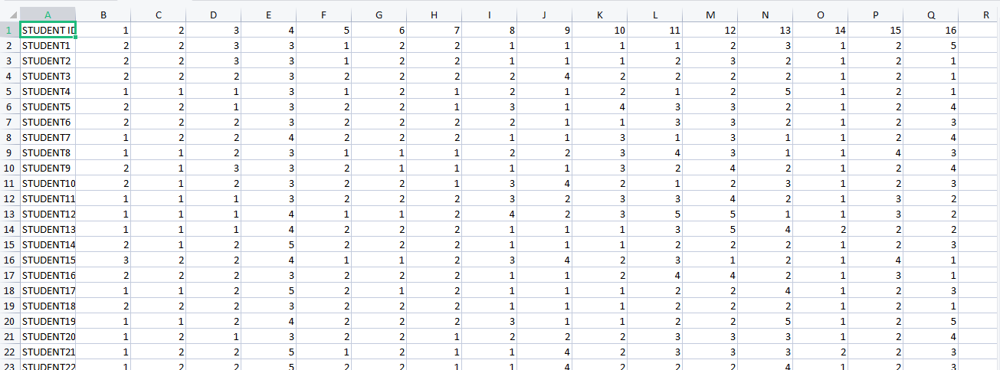 A B C D E F G H I J K L M N O P Q R
1 STUDENT ID 1 2 3 4 5 6 7 8 9 10 11 12 13 14 15 16
2 STUDENT1 2 2 3 3 1 2 2 1 1 1 1 2 3 1 2 5
3 STUDENT2 2 2 3 3 1 2 2 1 1 1 2 3 2 1 2 1
4 STUDENT3 2 2 2 3 2 2 2 2 4 2 2 2 2 1 2 1
5 STUDENT4 1 1 1 3 1 2 1 2 1 2 1 2 5 1 2 1
6 STUDENT5 2 2 1 3 2 2 1 3 1 4 3 3 2 1 2 4
7 STUDENT6 2 2 2 3 2 2 2 2 1 1 3 3 2 1 2 3
8 STUDENT7 1 2 2 4 2 2 2 1 1 3 1 3 1 1 2 4
9 STUDENT8 1 1 2 3 1 1 1 2 2 3 4 3 1 1 4 3
10 STUDENT9 2 1 3 3 2 1 1 1 1 3 2 4 2 1 2 4
11 STUDENT10 2 1 2 3 2 2 1 3 4 2 1 2 3 1 2 3
12 STUDENT11 1 1 1 3 2 2 2 3 2 3 3 4 2 1 3 2
13 STUDENT12 1 1 1 4 1 1 2 4 2 3 5 5 1 1 3 2
14 STUDENT13 1 1 1 4 2 2 2 1 1 1 3 5 4 2 2 2
15 STUDENT14 2 1 2 5 2 2 2 1 1 1 2 2 2 1 2 3
16 STUDENT15 3 2 2 4 1 1 2 3 4 2 3 1 2 1 4 1
17 STUDENT16 2 2 2 3 2 2 2 1 1 2 4 4 2 1 3 1
18 STUDENT17 1 1 2 5 2 1 2 1 1 1 2 2 4 1 2 3
19 STUDENT18 2 2 2 3 2 2 2 1 1 1 2 2 2 1 2 1
20 STUDENT19 1 1 2 4 2 2 2 3 1 1 2 2 5 1 2 5
21 STUDENT20 1 2 1 3 2 2 1 2 2 2 3 3 3 1 2 4
22 STUDENT21 1 2 2 5 1 2 1 1 4 2 3 3 3 2 2 3
23 STUDENT22 1 2 2 5 2 2 1 1 4 2 2 2 4 1 2 3